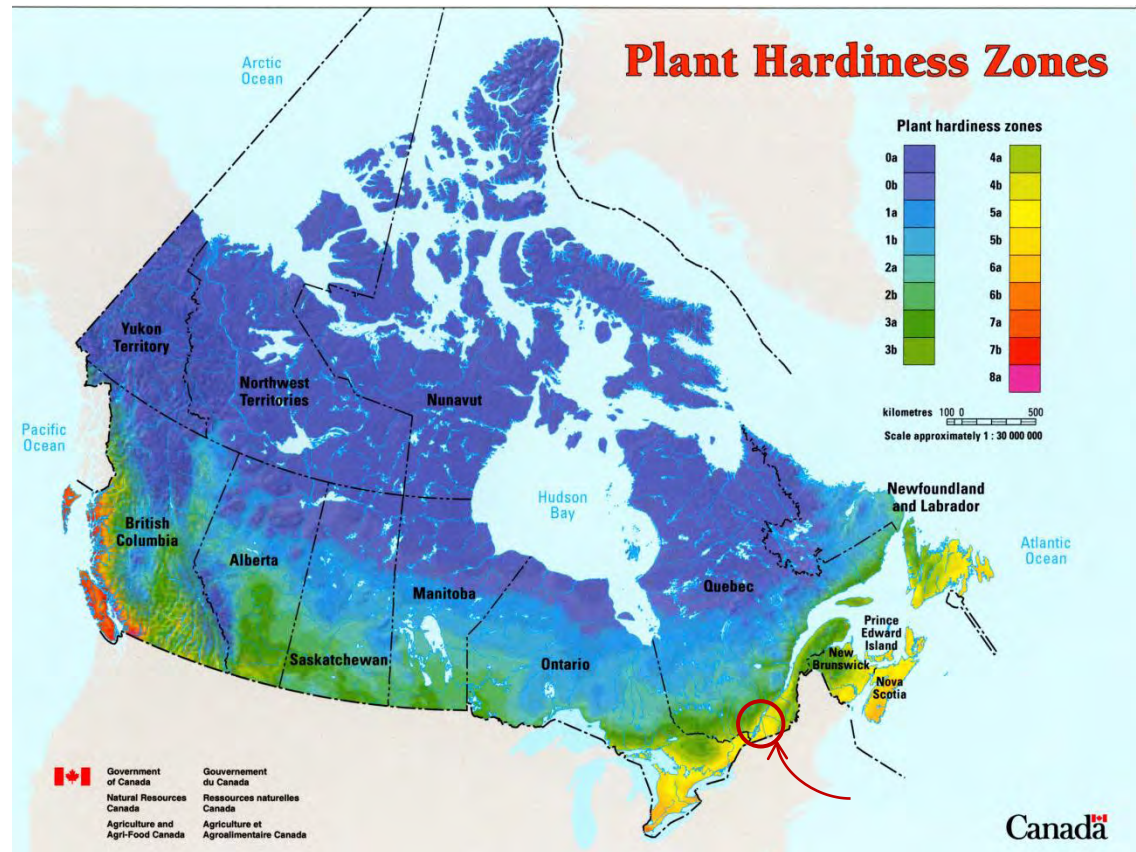 Plant Hardiness Zones
Arctic
Ocean
Plant hardiness zones
0a
0b
1a
1b
2a
2b
3a
3b
4a
4b
5a
5b
6a
6b
7a
7b
8a
kilometres 100 0 500
Scale approximately 1 : 30 000 000
Yukon
Territory
Northwest
Territories
Nunavut
Pacific
Ocean
Hudson
Bay
Newfoundland
and Labrador
British
Columbia
Alberta
Atlantic
Ocean
Manitoba
Quebec
Prince
Edward
Island
Saskatchewan
Ontario
New
Brunswick
Nova
Scotia
Government
of Canada
Gouvernement
du Canada
Natural Resources
Canada
Ressources naturelles
Canada
Agriculture and
Agri-Food Canada
Agriculture et
Agroalimentaire Canada
Canada